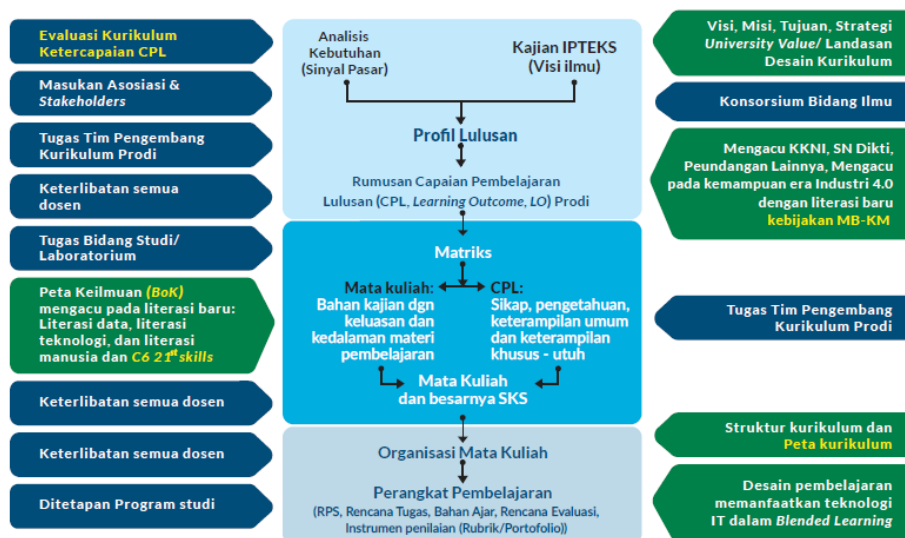 Evaluasi Kurikulum
Ketercapaian CPL
Masukan Asosiasi &
Stakeholders
Tugas Tim Pengembang
Kurikulum Prodi
Keterlibatan semua
dosen
Tugas Bidang Studi/
Laboratorium
Peta Keilmuan (BoK)
mengacu pada literasi baru:
Literasi data, literasi
teknologi, dan literasi
manusia dan C6 21st skills
Keterlibatan semua dosen
Keterlibatan semua dosen
Ditetapan Program studi
Analisis
Kebutuhan
(Sinyal Pasar)
Kajian IPTEKS
(Visi ilmu)
Profil Lulusan
Rumusan Capaian Pembelajaran
Lulusan (CPL, Learning Outcome, LO) Prodi
Matriks
Mata kuliah:
Bahan kajian dgn
keluasan dan
kedalaman materi
pembelajaran
CPL:
Sikap, pengetahuan,
keterampilan umum
dan keterampilan
khusus - utuh
Mata Kuliah
dan besarnya SKS
Organisasi Mata Kuliah
Perangkat Pembelajaran
(RPS, Rencana Tugas, Bahan Ajar, Rencana Evaluasi,
Instrumen penilaian (Rubrik/Portofolio))
Visi, Misi, Tujuan, Strategi
University Value/ Landasan
Desain Kurikulum
Konsorsium Bidang Ilmu
Mengacu KKNI, SN Dikti,
Peundangan Lainnya, Mengacu
pada kemampuan era Industri 4.0
dengan literasi baru
kebijakan MB-KM
Tugas Tim Pengembang
Kurikulum Prodi
Struktur kurikulum dan
Peta kurikulum
Desain pembelajaran
memanfaatkan teknologi
IT dalam Blended Learning